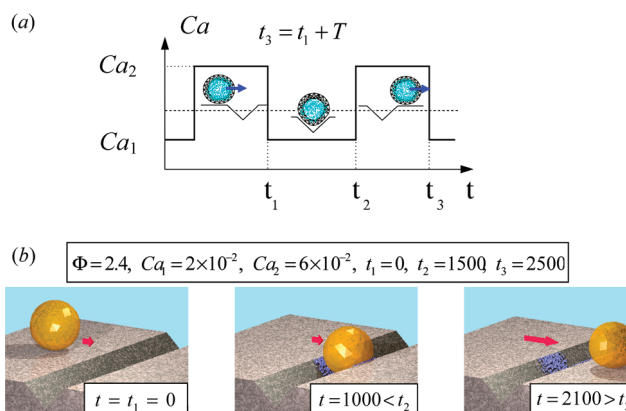 (a)
Ca
t₃ = t₁ + T
Ca₂
Ca₁
t₁ t₂ t₃ t
(b)
Φ=2.4, Ca₁=2×10⁻², Ca₂=6×10⁻², t₁=0, t₂=1500, t₃=2500
t = t₁ = 0
t=1000<t₂
t=2100>t